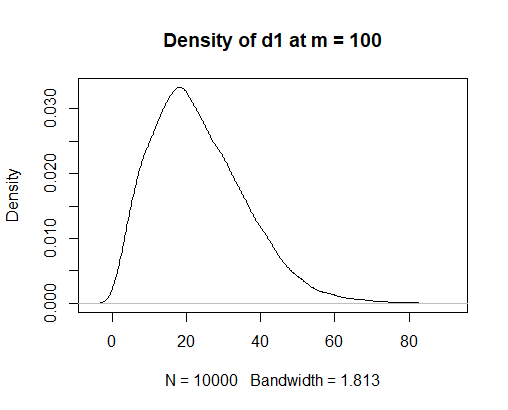 Density of d1 at m = 100
Density
0.030
0.020
0.010
0.000
0 20 40 60 80
N = 10000 Bandwidth = 1.813